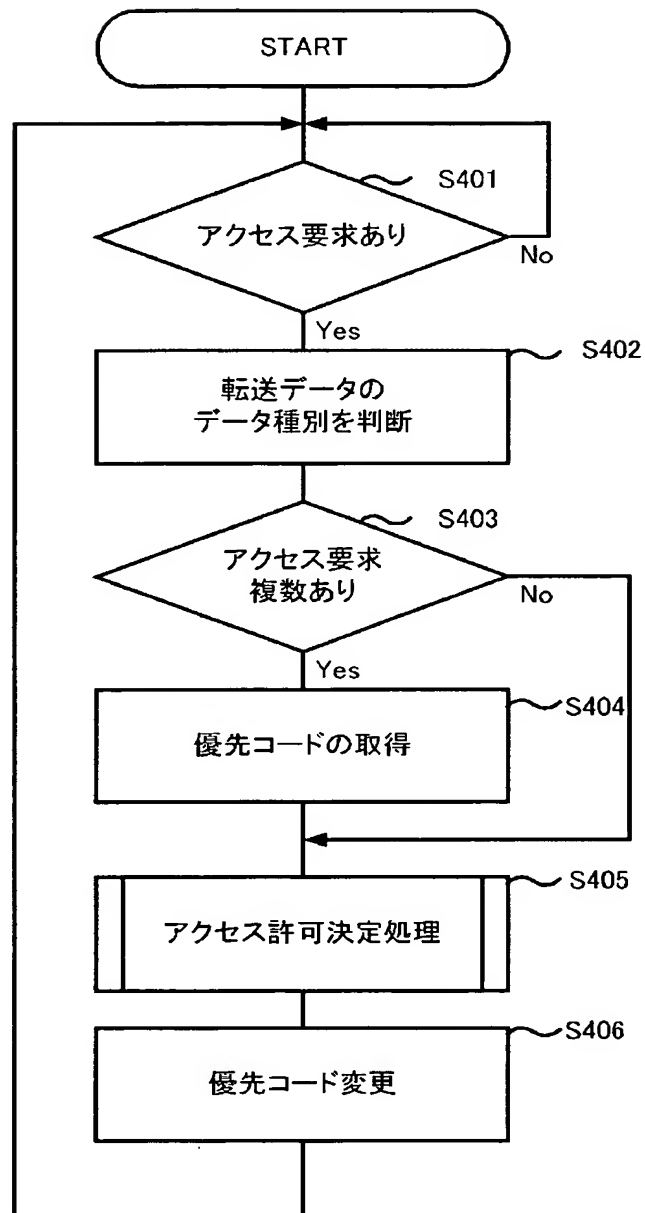 START
S401
アクセス要求あり
No
Yes
S402
転送データの
データ種別を判断
S403
アクセス要求
複数あり
No
Yes
S404
優先コードの取得
S405
アクセス許可決定処理
S406
優先コード変更